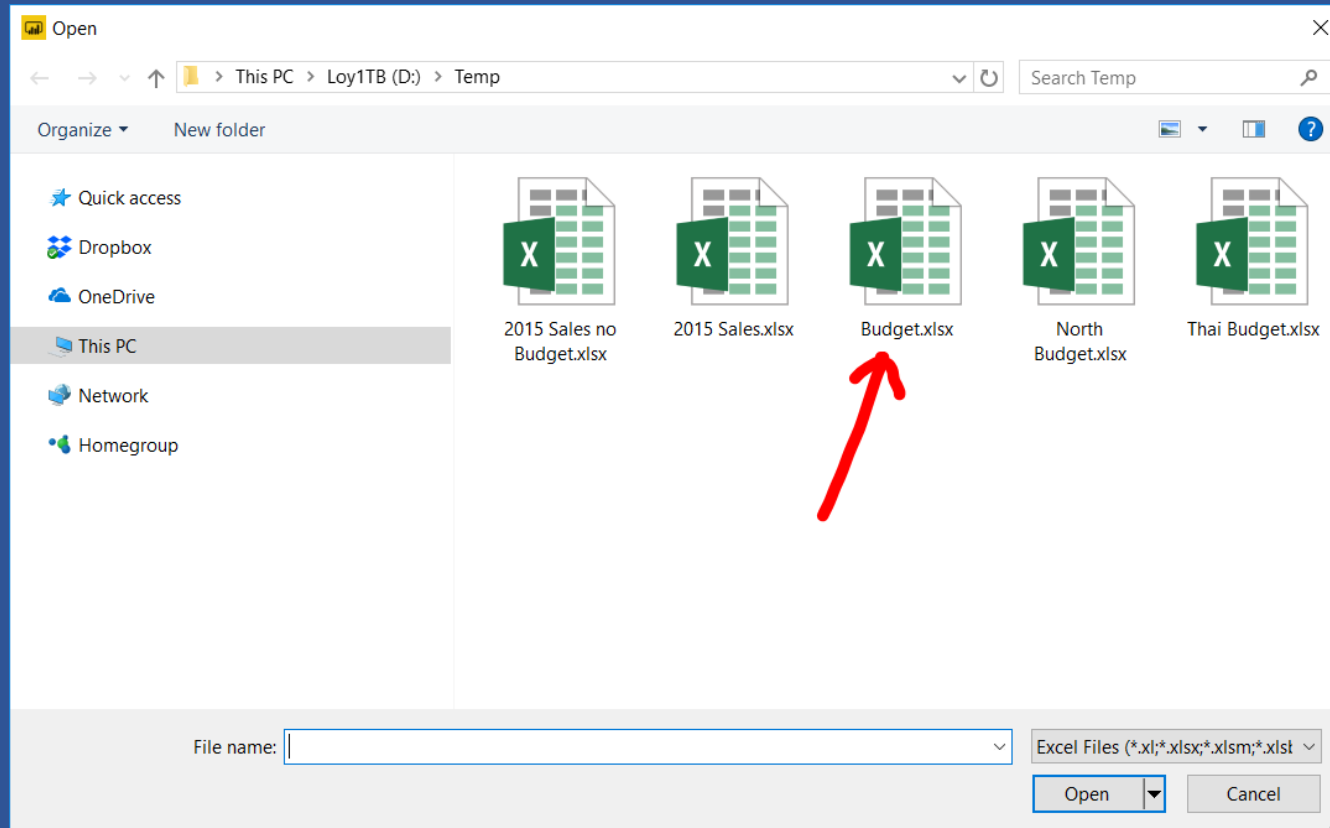 Open
This PC > Loy1TB (D:) > Temp
Search Temp
Organize
New folder
?
Quick access
Dropbox
OneDrive
This PC
Network
Homegroup
X
X
X
X
X
2015 Sales no
Budget.xlsx
2015 Sales.xlsx
Budget.xlsx
North
Budget.xlsx
Thai Budget.xlsx
File name:
Excel Files (*.xl;*.xlsx;*.xlsm;*.xlsb
Open
Cancel